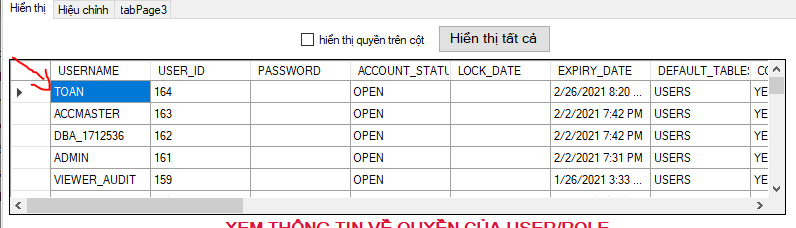 Hiển thị Hiệu chỉnh tabPage3
hiển thị quyền trên cột Hiển thị tất cả
USERNAME USER_ID PASSWORD ACCOUNT_STATU LOCK_DATE EXPIRY_DATE DEFAULT_TABLES CO
TOAN 164 OPEN 2/26/2021 8:20 ... USERS YE
ACCMASTER 163 OPEN 2/2/2021 7:42 PM USERS YE
DBA_1712536 162 OPEN 2/2/2021 7:42 PM USERS YE
ADMIN 161 OPEN 2/2/2021 7:31 PM USERS YE
VIEWER_AUDIT 159 OPEN 1/26/2021 3:33 ... USERS YE
XEM THÔNG TIN VỀ QUYỀN CỦA USER/ROLE